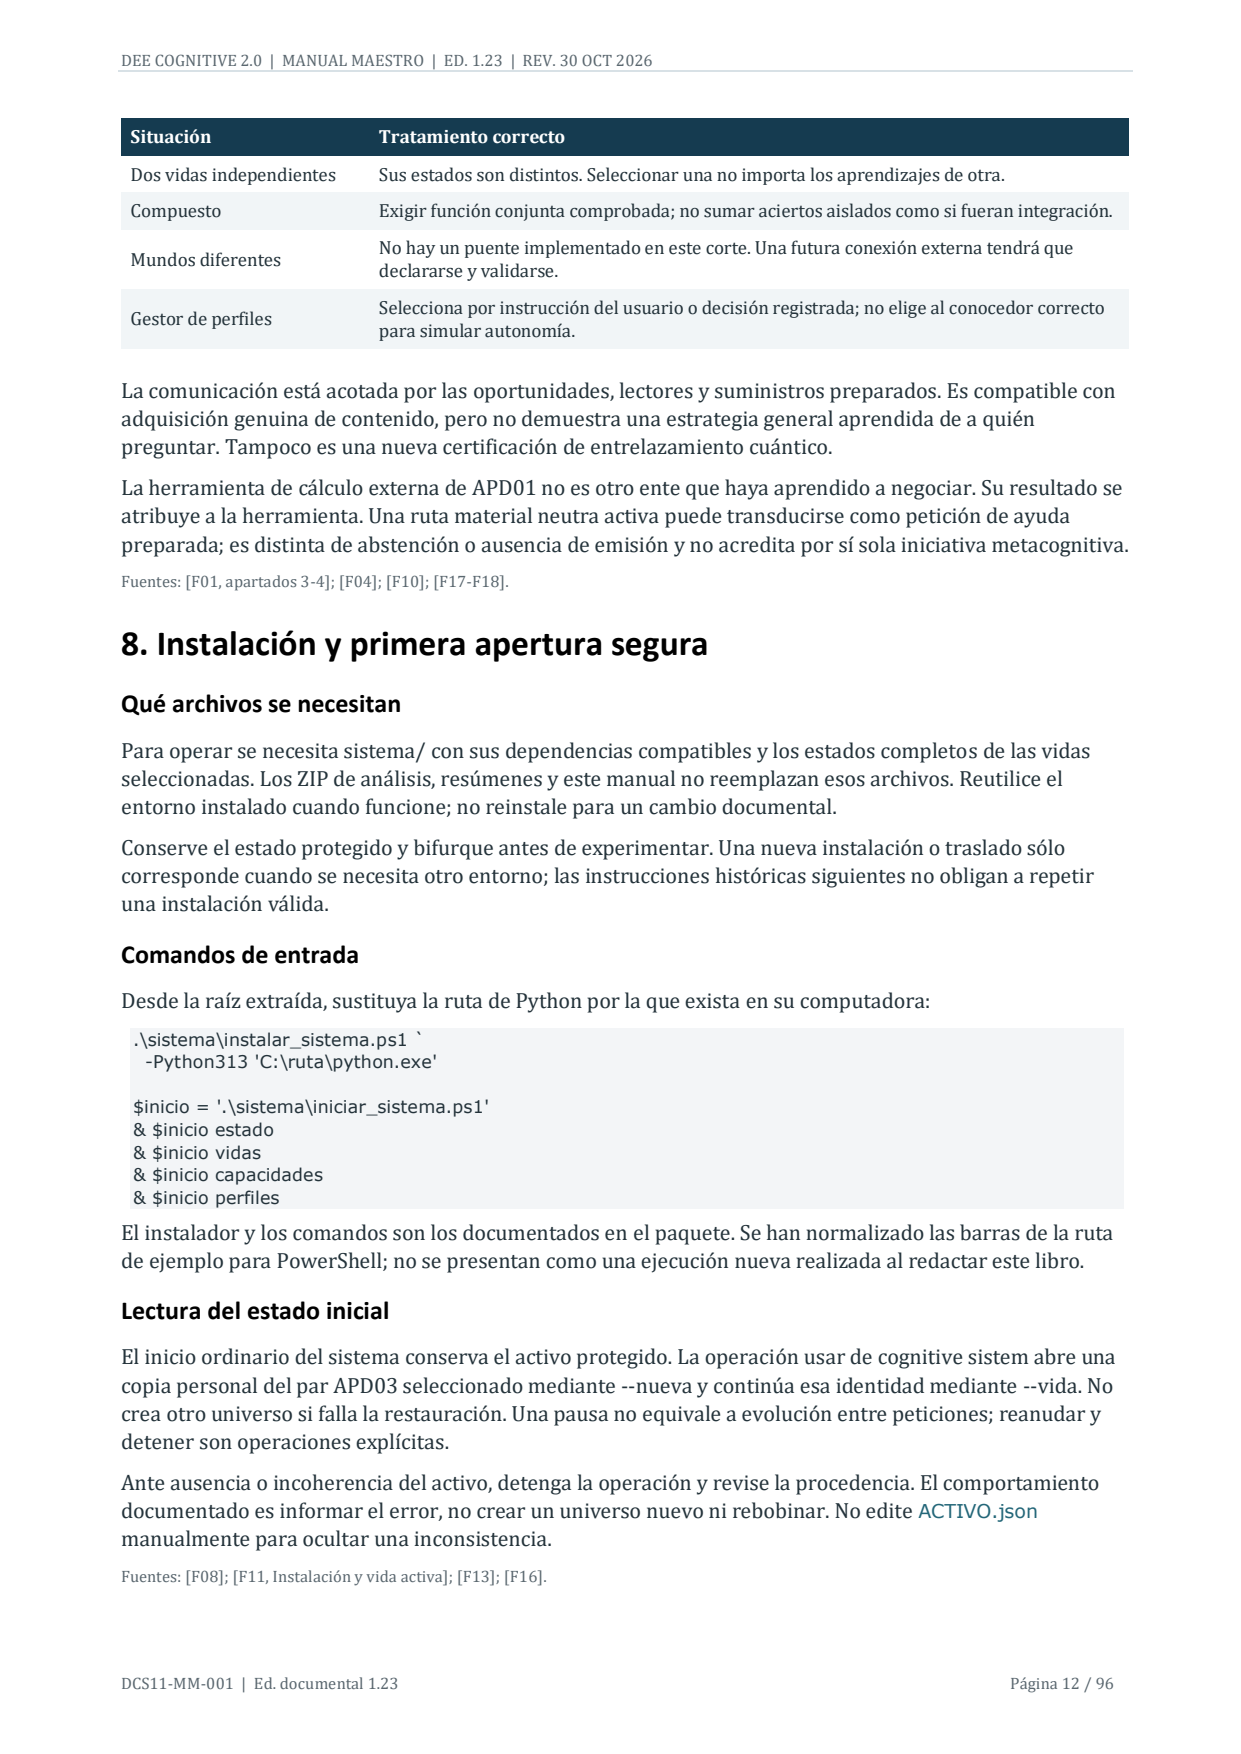 DEE COGNITIVE 2.0 | MANUAL MAESTRO | ED. 1.23 | REV. 30 OCT 2026
Situación Tratamiento correcto
Dos vidas independientes Sus estados son distintos. Seleccionar una no importa los aprendizajes de otra.
Compuesto Exigir función conjunta comprobada; no sumar aciertos aislados como si fueran integración.
Mundos diferentes No hay un puente implementado en este corte. Una futura conexión externa tendrá que
declararse y validarse.
Gestor de perfiles Selecciona por instrucción del usuario o decisión registrada; no elige al conocedor correcto
para simular autonomía.
La comunicación está acotada por las oportunidades, lectores y suministros preparados. Es compatible con
adquisición genuina de contenido, pero no demuestra una estrategia general aprendida de a quién
preguntar. Tampoco es una nueva certificación de entrelazamiento cuántico.
La herramienta de cálculo externa de APD01 no es otro ente que haya aprendido a negociar. Su resultado se
atribuye a la herramienta. Una ruta material neutra activa puede transducirse como petición de ayuda
preparada; es distinta de abstención o ausencia de emisión y no acredita por sí sola iniciativa metacognitiva.
Fuentes: [F01, apartados 3-4]; [F04]; [F10]; [F17-F18].
8. Instalación y primera apertura segura
Qué archivos se necesitan
Para operar se necesita sistema/ con sus dependencias compatibles y los estados completos de las vidas
seleccionadas. Los ZIP de análisis, resúmenes y este manual no reemplazan esos archivos. Reutilice el
entorno instalado cuando funcione; no reinstale para un cambio documental.
Conserve el estado protegido y bifurque antes de experimentar. Una nueva instalación o traslado sólo
corresponde cuando se necesita otro entorno; las instrucciones históricas siguientes no obligan a repetir
una instalación válida.
Comandos de entrada
Desde la raíz extraída, sustituya la ruta de Python por la que exista en su computadora:
.\sistema\instalar_sistema.ps1 `
-Python313 'C:\ruta\python.exe'
$inicio = '.\sistema\iniciar_sistema.ps1'
& $inicio estado
& $inicio vidas
& $inicio capacidades
& $inicio perfiles
El instalador y los comandos son los documentados en el paquete. Se han normalizado las barras de la ruta
de ejemplo para PowerShell; no se presentan como una ejecución nueva realizada al redactar este libro.
Lectura del estado inicial
El inicio ordinario del sistema conserva el activo protegido. La operación usar de cognitive sistem abre una
copia personal del par APD03 seleccionado mediante --nueva y continúa esa identidad mediante --vida. No
crea otro universo si falla la restauración. Una pausa no equivale a evolución entre peticiones; reanudar y
detener son operaciones explícitas.
Ante ausencia o incoherencia del activo, detenga la operación y revise la procedencia. El comportamiento
documentado es informar el error, no crear un universo nuevo ni rebobinar. No edite ACTIVO.json
manualmente para ocultar una inconsistencia.
Fuentes: [F08]; [F11, Instalación y vida activa]; [F13]; [F16].
DCS11-MM-001 | Ed. documental 1.23 Página 12 / 96